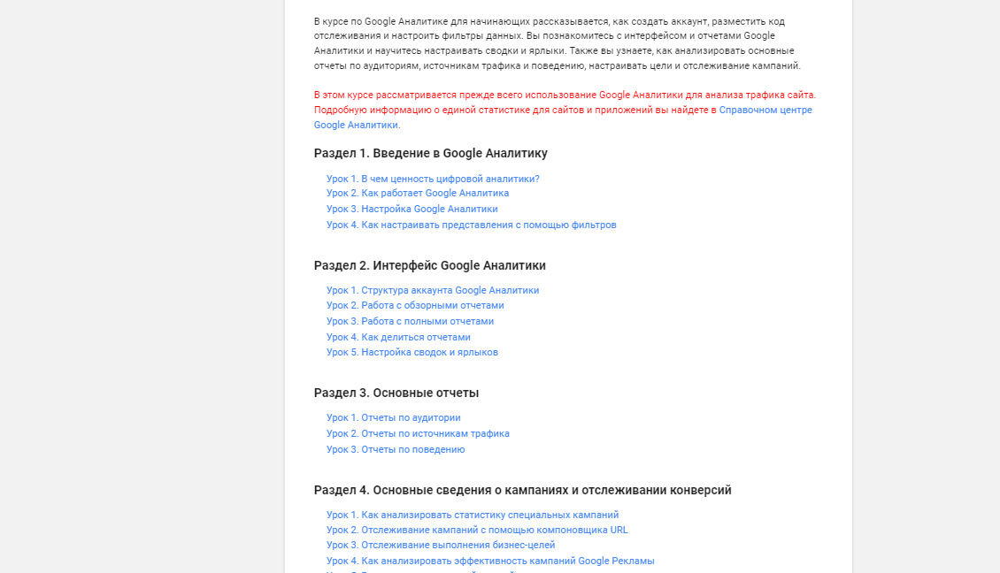 В курсе по Google Аналитике для начинающих рассказывается, как создать аккаунт, разместить код
отслеживания и настроить фильтры данных. Вы познакомитесь с интерфейсом и отчетами Google
Аналитики и научитесь настраивать сводки и ярлыки. Также вы узнаете, как анализировать основные
отчеты по аудиториям, источникам трафика и поведению, настраивать цели и отслеживание кампаний.
В этом курсе рассматривается прежде всего использование Google Аналитики для анализа трафика сайта.
Подробную информацию о единой статистике для сайтов и приложений вы найдете в Справочном центре
Google Аналитики.
Раздел 1. Введение в Google Аналитику
Урок 1. В чем ценность цифровой аналитики?
Урок 2. Как работает Google Аналитика
Урок 3. Настройка Google Аналитики
Урок 4. Как настраивать представления с помощью фильтров
Раздел 2. Интерфейс Google Аналитики
Урок 1. Структура аккаунта Google Аналитики
Урок 2. Работа с обзорными отчетами
Урок 3. Работа с полными отчетами
Урок 4. Как делиться отчетами
Урок 5. Настройка сводок и ярлыков
Раздел 3. Основные отчеты
Урок 1. Отчеты по аудитории
Урок 2. Отчеты по источникам трафика
Урок 3. Отчеты по поведению
Раздел 4. Основные сведения о кампаниях и отслеживании конверсий
Урок 1. Как анализировать статистику специальных кампаний
Урок 2. Отслеживание кампаний с помощью компоновщика URL
Урок 3. Отслеживание выполнения бизнес-целей
Урок 4. Как анализировать эффективность кампаний Google Рекламы